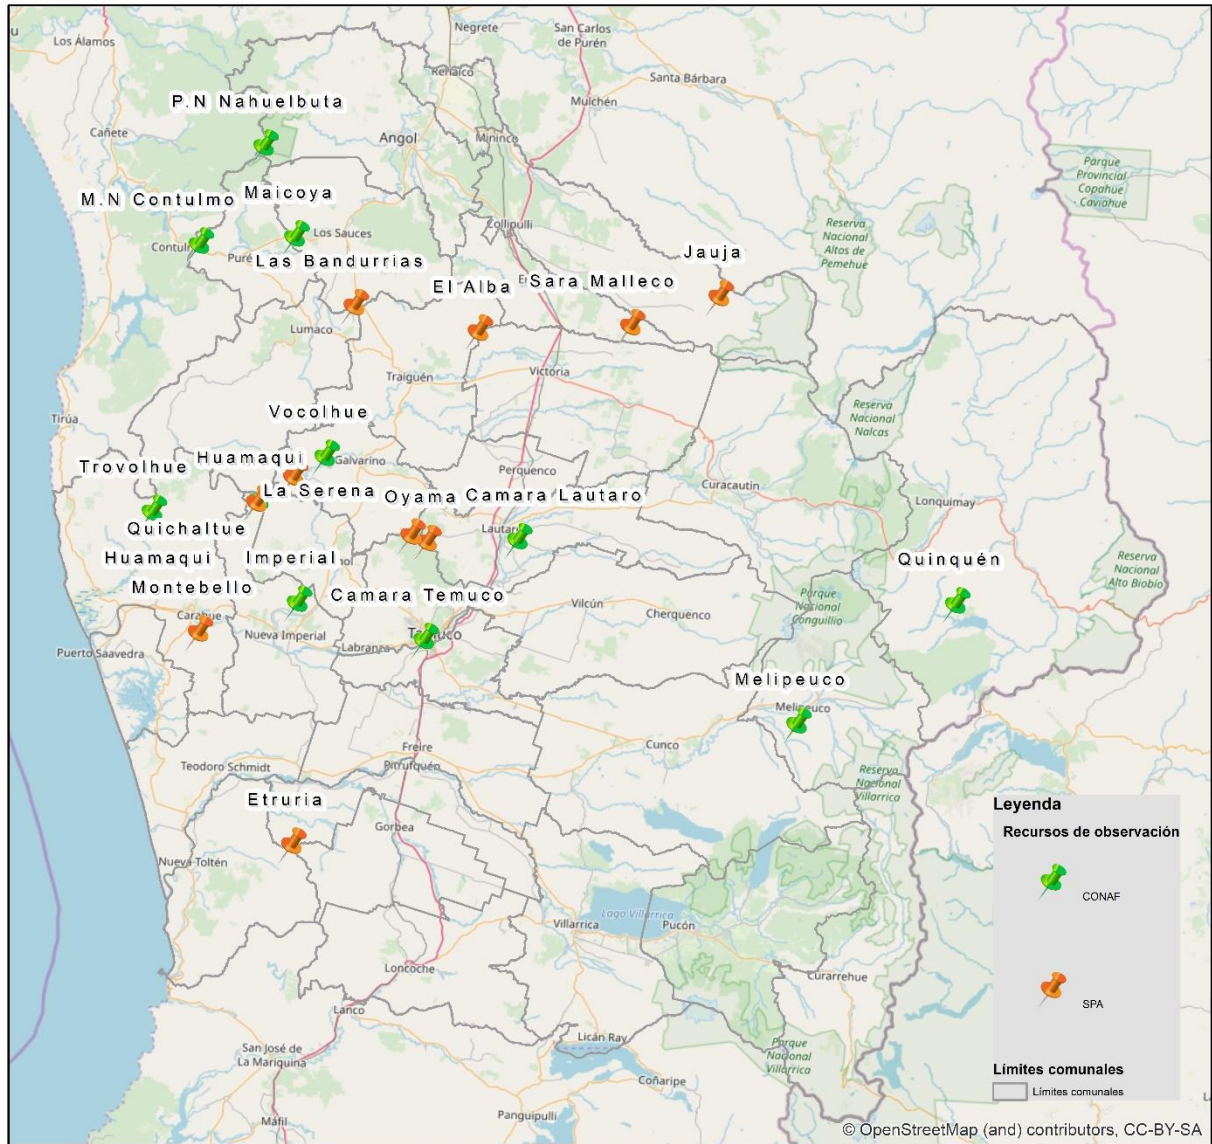 Negrete
San Carlos
de Purén
Los Álamos
Renaico
Santa Bárbara
Mulchén
P.N Nahuelbuta
Cañete
Angol
Mininco
Parque
Provincial
Copahue
- Caviahue
M.N Contulmo
Maicoya
Collipulli
Reserva
Nacional
Altos de
Pemehue
Contulmo
Los Sauces
Puré
Las Bandurrias
Jauja
El Alba
Sara Malleco
Lumaco
Victoria
Traiguén
Tirúa
Vocolhue
Reserva
Nacional
Nalcas
Trovolhue
Huamaqui
Galvarino
Perquenco
La Serena
Curacautín
Oyama
Camara Lautaro
Lonquimay
Quichaltue
Lautaro
Huamaqui
Imperial
Quinquén
Reserva
Nacional
Alto Biobío
Montebello
Camara Temuco
Parque
Nacional
Conguillio
Carahue
Vilcún
Cherquenco
Nueva Imperial
Temuco
Puerto Saavedra
Labranza
Melipeuco
Melipeuco
Freire
Cunco
Pitrufquén
Teodoro Schmidt
Reserva
Nacional
Villarrica
Etruria
Gorbea
Nueva Toltén
Lago Villarrica
Villarrica
Pucón
Loncoche
Curarrehue
Lanco
Licán Ray
San José de
La Mariquina
Parque
Nacional
Villarrica
Coñaripe
Panguipulli
Máfil
Leyenda
Recursos de observación
CONAF
SPA
Límites comunales
Límites comunales
© OpenStreetMap (and) contributors, CC-BY-SA